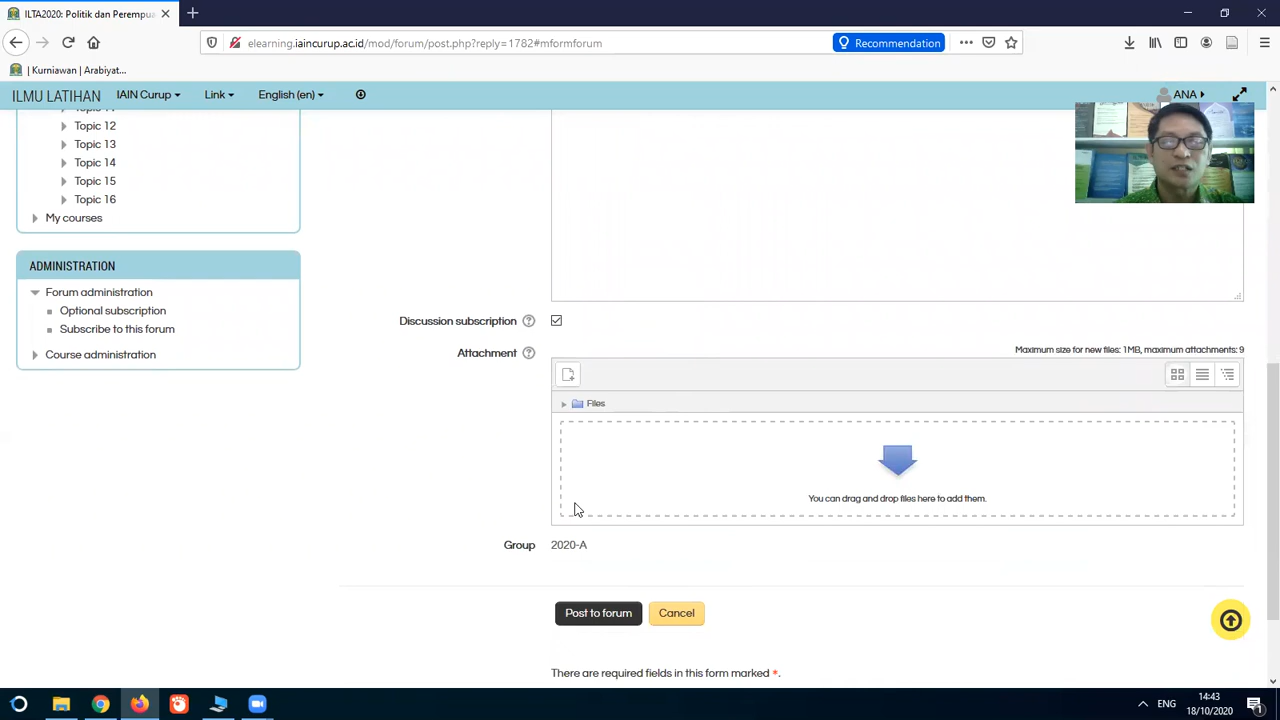 ILTA2020: Politik dan Perempua
elearning.iaincurup.ac.id/mod/forum/post.php?reply=1782#mformforum
Recommendation
| Kurniawan | Arabiyat...
ILMU LATIHAN
IAIN Curup
Link
English (en)
ANA
Topic 12
Topic 13
Topic 14
Topic 15
Topic 16
My courses
ADMINISTRATION
Forum administration
Optional subscription
Subscribe to this forum
Course administration
Discussion subscription
Attachment
Maximum size for new files: 1MB, maximum attachments: 9
Files
You can drag and drop files here to add them.
Group
2020-A
Post to forum
Cancel
There are required fields in this form marked *.
ENG
14:43
18/10/2020
1